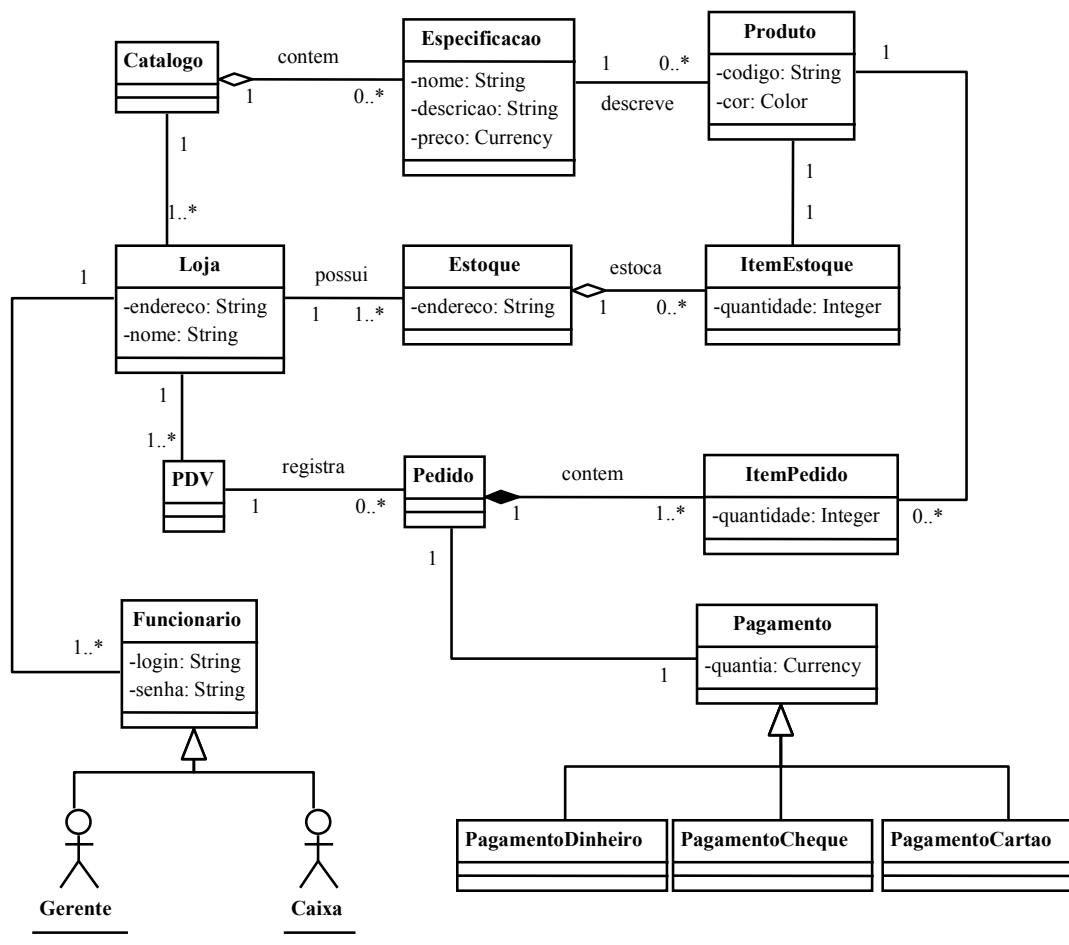 Catalogo
contem
1
0..*
Especificacao
-nome: String
-descricao: String
-preco: Currency
1
0..*
descreve
Produto
-codigo: String
-cor: Color
1
1
1..*
1
1
Loja
-endereco: String
-nome: String
1
possui
1
1..*
Estoque
-endereco: String
estoca
1
0..*
ItemEstoque
-quantidade: Integer
1
1..*
PDV
registra
1
0..*
Pedido
contem
1
1..*
ItemPedido
-quantidade: Integer
0..*
1
1
Funcionario
-login: String
-senha: String
1..*
Pagamento
-quantia: Currency
PagamentoDinheiro
PagamentoCheque
PagamentoCartao
Gerente
Caixa